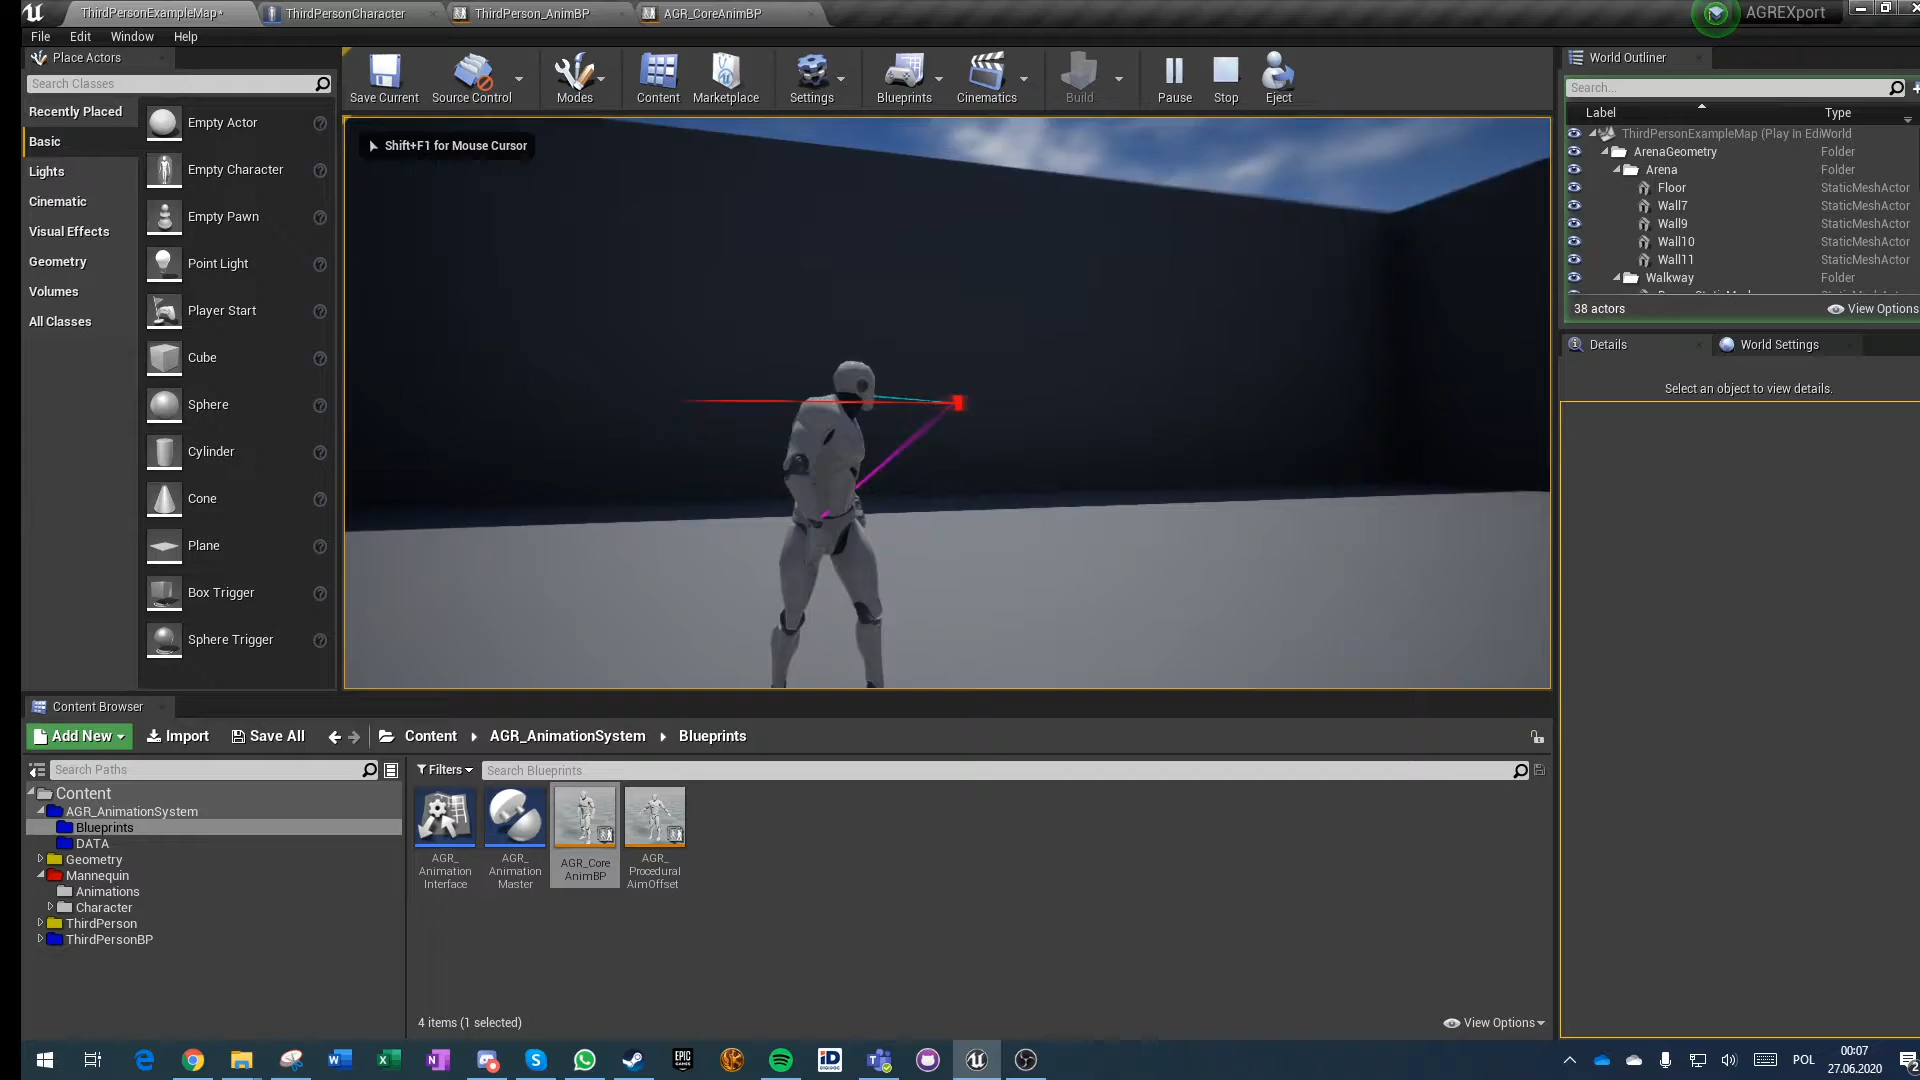 ThirdPersonExampleMap*
ThirdPersonCharacter
ThirdPerson_AnimBP
AGR_CoreAnimBP
AGREXport
File Edit Window Help
Place Actors
Search Classes
Recently Placed
Basic
Lights
Cinematic
Visual Effects
Geometry
Volumes
All Classes
Empty Actor
Empty Character
Empty Pawn
Point Light
Player Start
Cube
Sphere
Cylinder
Cone
Plane
Box Trigger
Sphere Trigger
Save Current
Source Control
Modes
Content
Marketplace
Settings
Blueprints
Cinematics
Build
Pause
Stop
Eject
Shift+F1 for Mouse Cursor
World Outliner
Search...
Label Type
ThirdPersonExampleMap (Play In Edi World
ArenaGeometry Folder
Arena Folder
Floor StaticMeshActor
Wall7 StaticMeshActor
Wall9 StaticMeshActor
Wall10 StaticMeshActor
Wall11 StaticMeshActor
Walkway Folder
38 actors
View Options
Details
World Settings
Select an object to view details.
Content Browser
Add New
Import
Save All
Content
AGR_AnimationSystem
Blueprints
Search Paths
Content
AGR_AnimationSystem
Blueprints
DATA
Geometry
Mannequin
Animations
Character
ThirdPerson
ThirdPersonBP
Filters
Search Blueprints
AGR_
Animation
Interface
AGR_
Animation
Master
AGR_Core
AnimBP
AGR_
Procedural
AimOffset
4 items (1 selected)
View Options
POL
00:07
27.06.2020